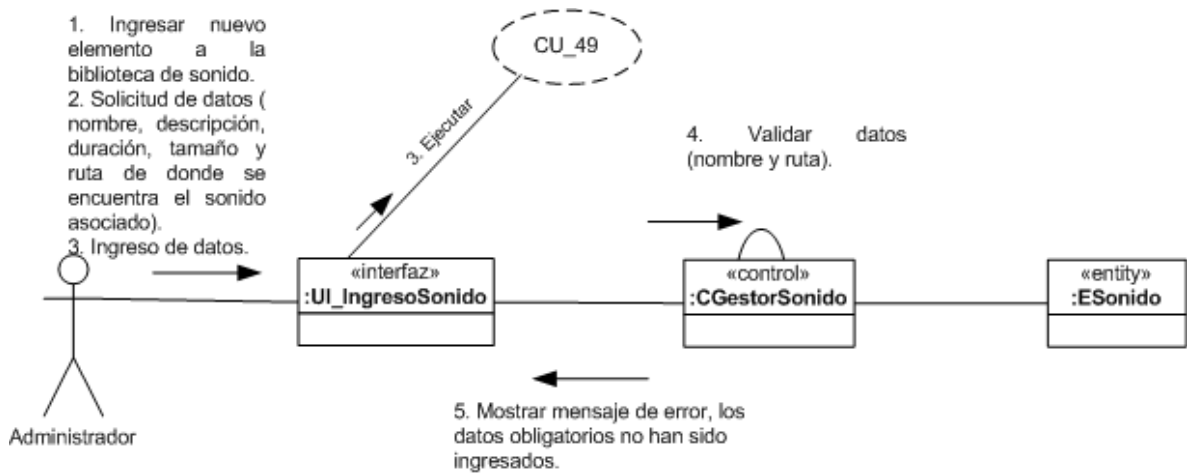 1. Ingresar nuevo
elemento a la
biblioteca de sonido.
2. Solicitud de datos (
nombre, descripción,
duración, tamaño y
ruta de donde se
encuentra el sonido
asociado).
3. Ingreso de datos.
CU_49
3. Ejecutar
4. Validar datos
(nombre y ruta).
«interfaz»
:UI_IngresoSonido
«control»
:CGestorSonido
«entity»
:ESonido
Administrador
5. Mostrar mensaje de error, los
datos obligatorios no han sido
ingresados.